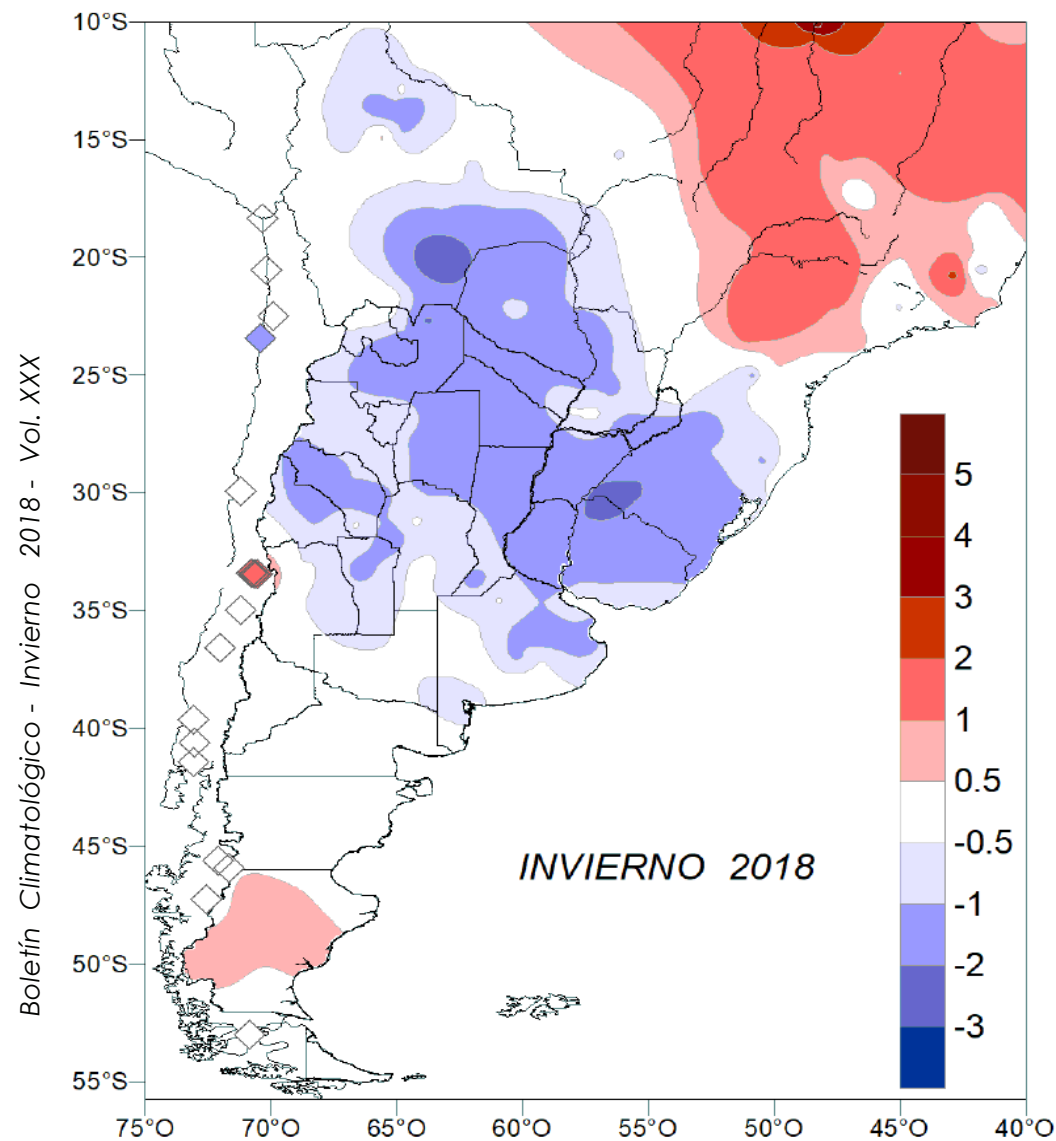 Boletín Climatológico - Invierno 2018 - Vol. XXX
10°S
15°S
20°S
25°S
30°S
35°S
40°S
45°S
50°S
55°S
75°O
70°O
65°O
60°O
55°O
50°O
45°O
40°O
INVIERNO 2018
5
4
3
2
1
0.5
-0.5
-1
-2
-3